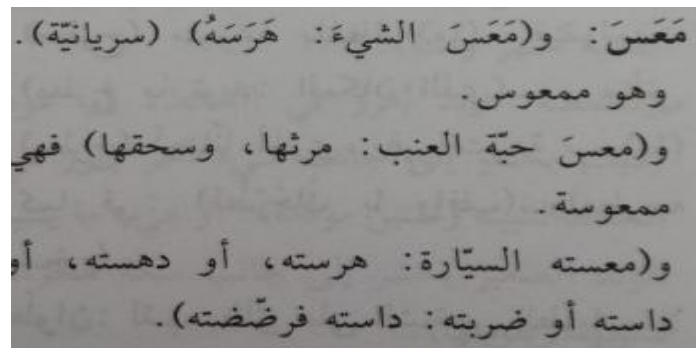 مَعَسَ: و(مَعَسَ الشيءَ: هَرَسَهُ) (سريانيّة).
وهو ممعوس.
و(معسَ حبّة العنب: مرثها، وسحقها) فهي
ممعوسة.
و(معسته السيّارة: هرسته، أو دهسته، أو
داسته أو ضربته: داسته فرضّضته).